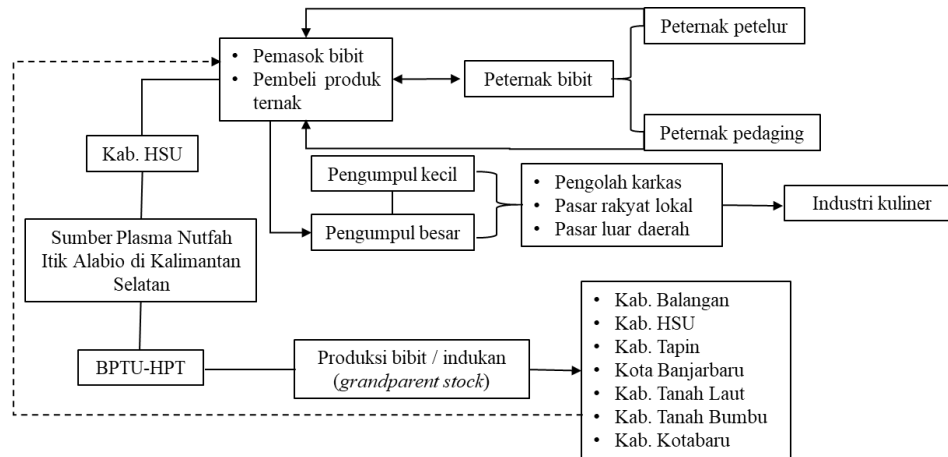 Peternak petelur
• Pemasok bibit
• Pembeli produk
ternak
Peternak bibit
Peternak pedaging
Kab. HSU
Pengumpul kecil
Pengumpul besar
• Pengolah karkas
• Pasar rakyat lokal
• Pasar luar daerah
Industri kuliner
Sumber Plasma Nutfah
Itik Alabio di Kalimantan
Selatan
BPTU-HPT
Produksi bibit / indukan
(grandparent stock)
• Kab. Balangan
• Kab. HSU
• Kab. Tapin
• Kota Banjarbaru
• Kab. Tanah Laut
• Kab. Tanah Bumbu
• Kab. Kotabaru